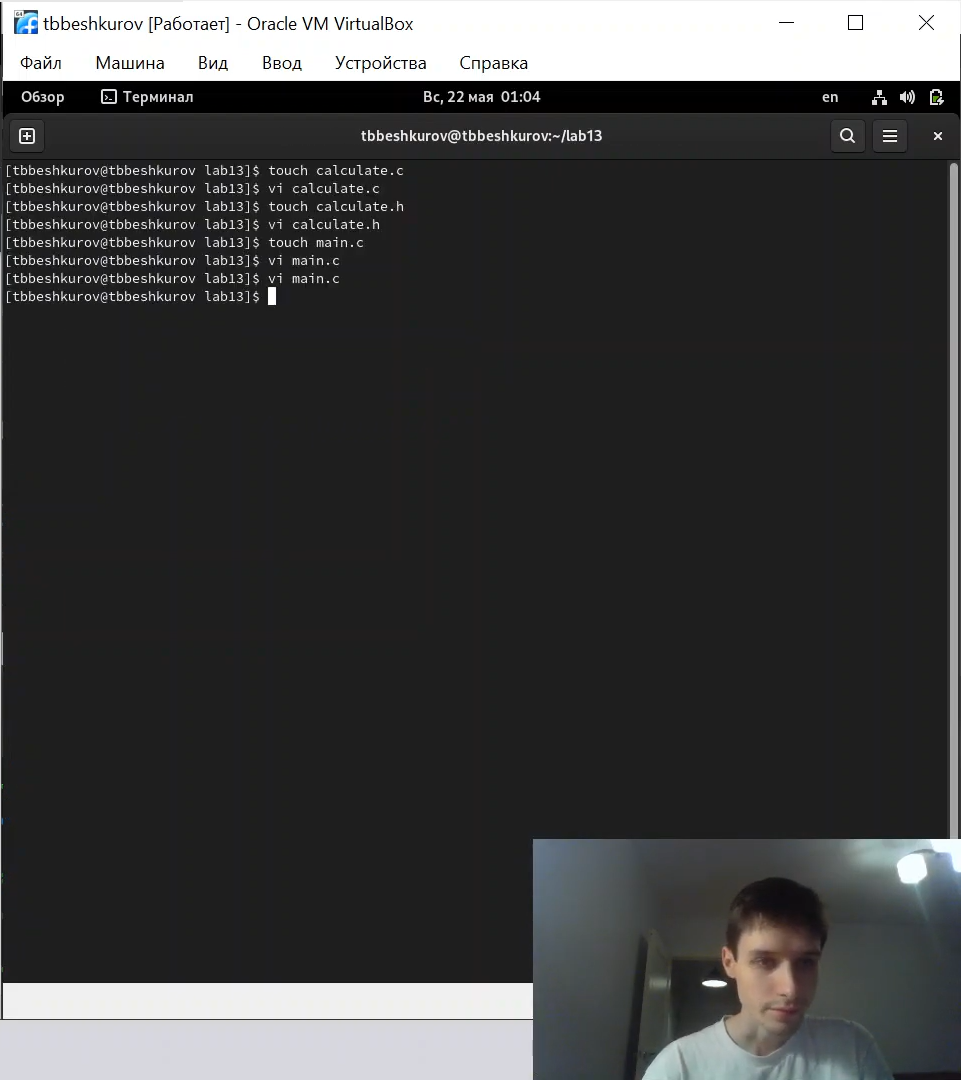 tbbeshkurov [Работает] - Oracle VM VirtualBox
Файл Машина Вид Ввод Устройства Справка
Обзор Терминал Вс, 22 мая 01:04 en
tbbeshkurov@tbbeshkurov:~/lab13
[tbbeshkurov@tbbeshkurov lab13]$ touch calculate.c
[tbbeshkurov@tbbeshkurov lab13]$ vi calculate.c
[tbbeshkurov@tbbeshkurov lab13]$ touch calculate.h
[tbbeshkurov@tbbeshkurov lab13]$ vi calculate.h
[tbbeshkurov@tbbeshkurov lab13]$ touch main.c
[tbbeshkurov@tbbeshkurov lab13]$ vi main.c
[tbbeshkurov@tbbeshkurov lab13]$ vi main.c
[tbbeshkurov@tbbeshkurov lab13]$